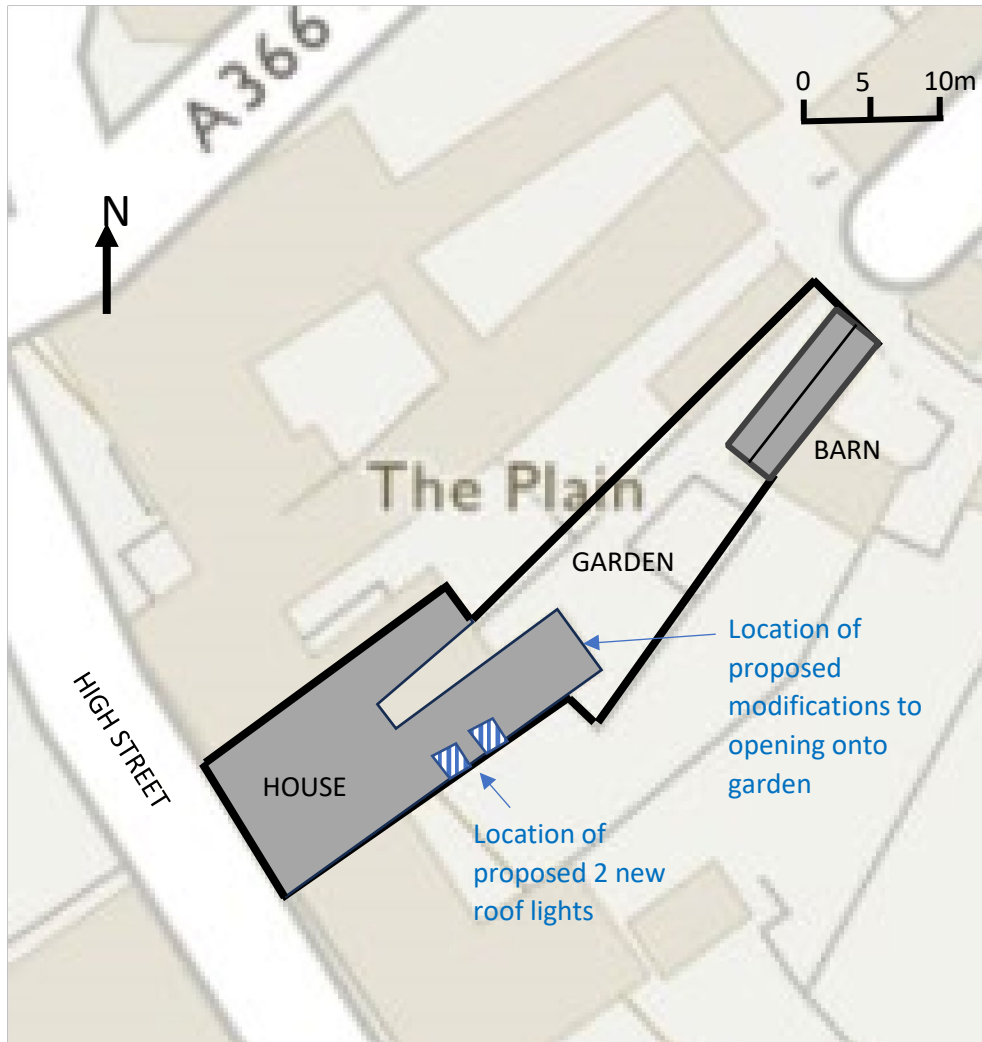 A366
0 5 10m
N
The Plain
BARN
GARDEN
Location of
proposed
modifications to
opening onto
garden
HIGH STREET
HOUSE
Location of
proposed 2 new
roof lights